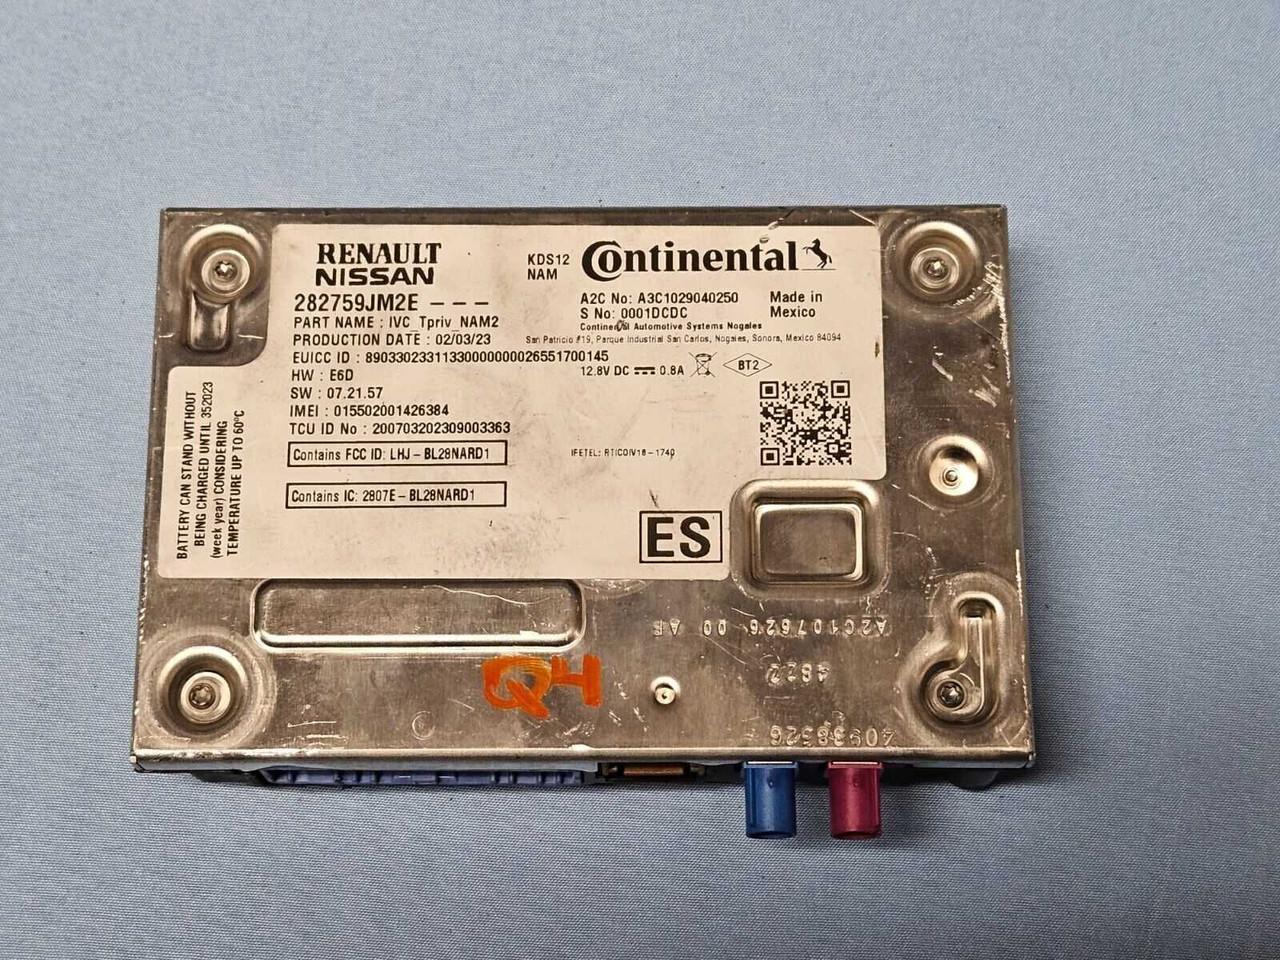 RENAULT
NISSAN
282759JM2E - - -
PART NAME : IVC_Tpriv_NAM2
PRODUCTION DATE : 02/03/23
EUICC ID : 89033023311330000000026551700145
HW : E6D
SW : 07.21.57
IMEI : 015502001426384
TCU ID No : 200703202309003363
Contains FCC ID: LHJ-BL28NARD1
Contains IC: 2807E-BL28NARD1
KDS12
NAM
Continental
A2C No: A3C1029040250
S No: 0001DCDC
Made in
Mexico
Continental Automotive Systems Nogales
San Patricio #19, Parque Industrial San Carlos, Nogales, Sonora, Mexico 84094
12.8V DC 0.8A
BT2
IFETEL: RTICOIV18-1740
ES
BATTERY CAN STAND WITHOUT
BEING CHARGED UNTIL 352023
(week year) CONSIDERING
TEMPERATURE UP TO 60°C
A2C107626 00 AE
4822
Q4
40938526